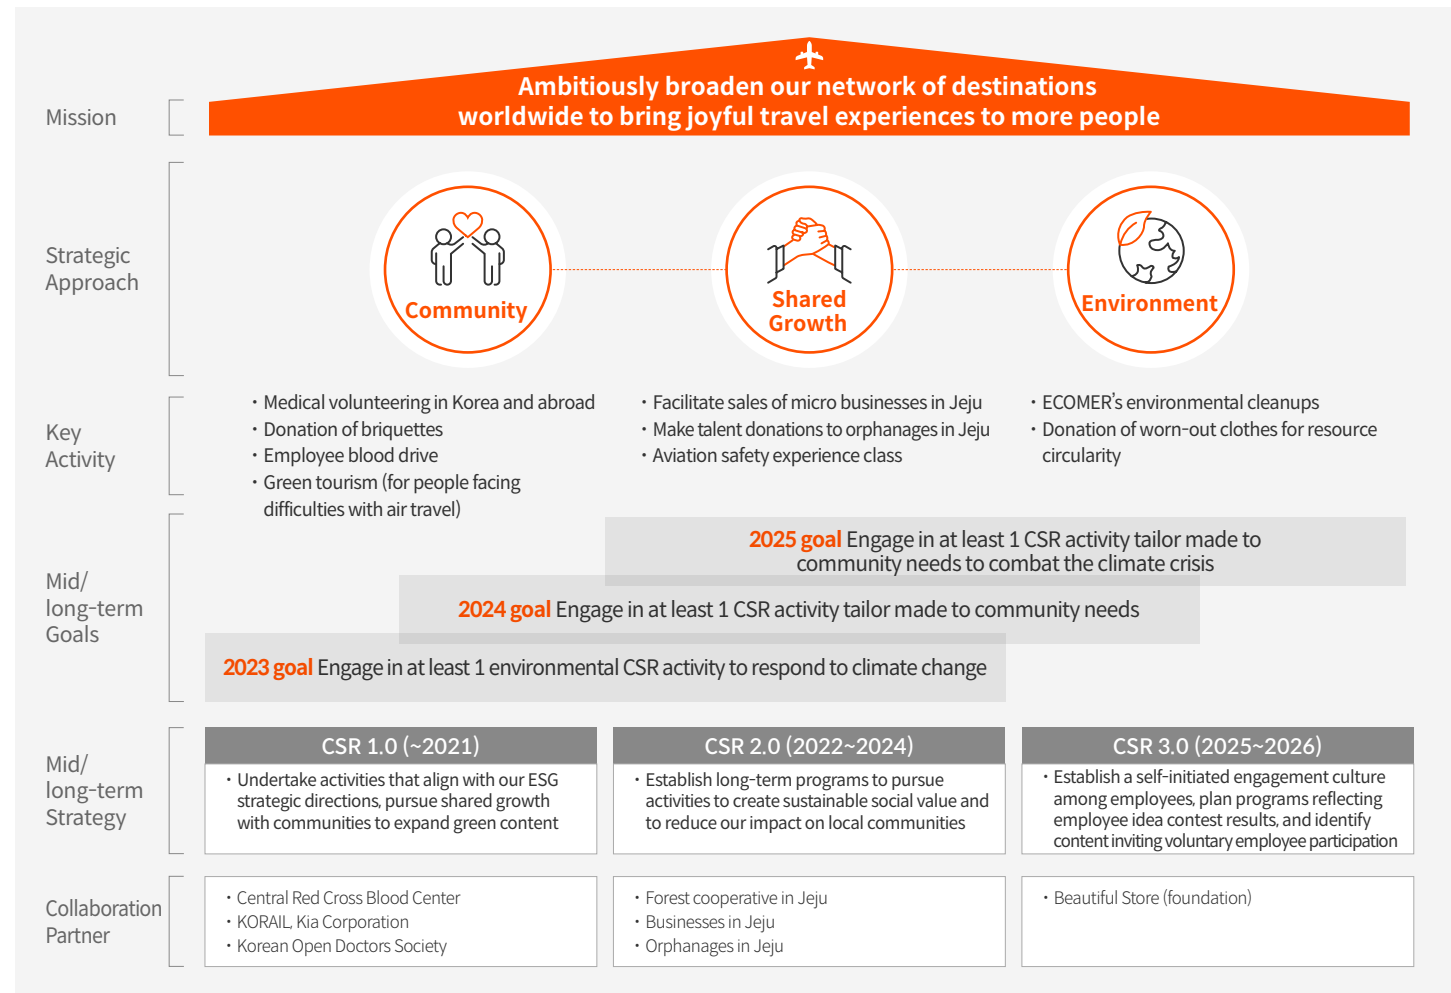 Mission
Ambitiously broaden our network of destinations
worldwide to bring joyful travel experiences to more people
Strategic
Approach
Community
Shared
Growth
Environment
Key
Activity
・Medical volunteering in Korea and abroad
・Donation of briquettes
・Employee blood drive
・Green tourism (for people facing
difficulties with air travel)
・Facilitate sales of micro businesses in Jeju
・Make talent donations to orphanages in Jeju
・Aviation safety experience class
・ECOMER's environmental cleanups
・Donation of worn-out clothes for resource
circularity
Mid/
long-term
Goals
2025 goal Engage in at least 1 CSR activity tailor made to
community needs to combat the climate crisis
2024 goal Engage in at least 1 CSR activity tailor made to community needs
2023 goal Engage in at least 1 environmental CSR activity to respond to climate change
Mid/
long-term
Strategy
CSR 1.0 (~2021)
・Undertake activities that align with our ESG
strategic directions, pursue shared growth
with communities to expand green content
CSR 2.0 (2022~2024)
・Establish long-term programs to pursue
activities to create sustainable social value and
to reduce our impact on local communities
CSR 3.0 (2025~2026)
・Establish a self-initiated engagement culture
among employees, plan programs reflecting
employee idea contest results, and identify
content inviting voluntary employee participation
Collaboration
Partner
・Central Red Cross Blood Center
・KORAIL, Kia Corporation
・Korean Open Doctors Society
・Forest cooperative in Jeju
・Businesses in Jeju
・Orphanages in Jeju
・Beautiful Store (foundation)